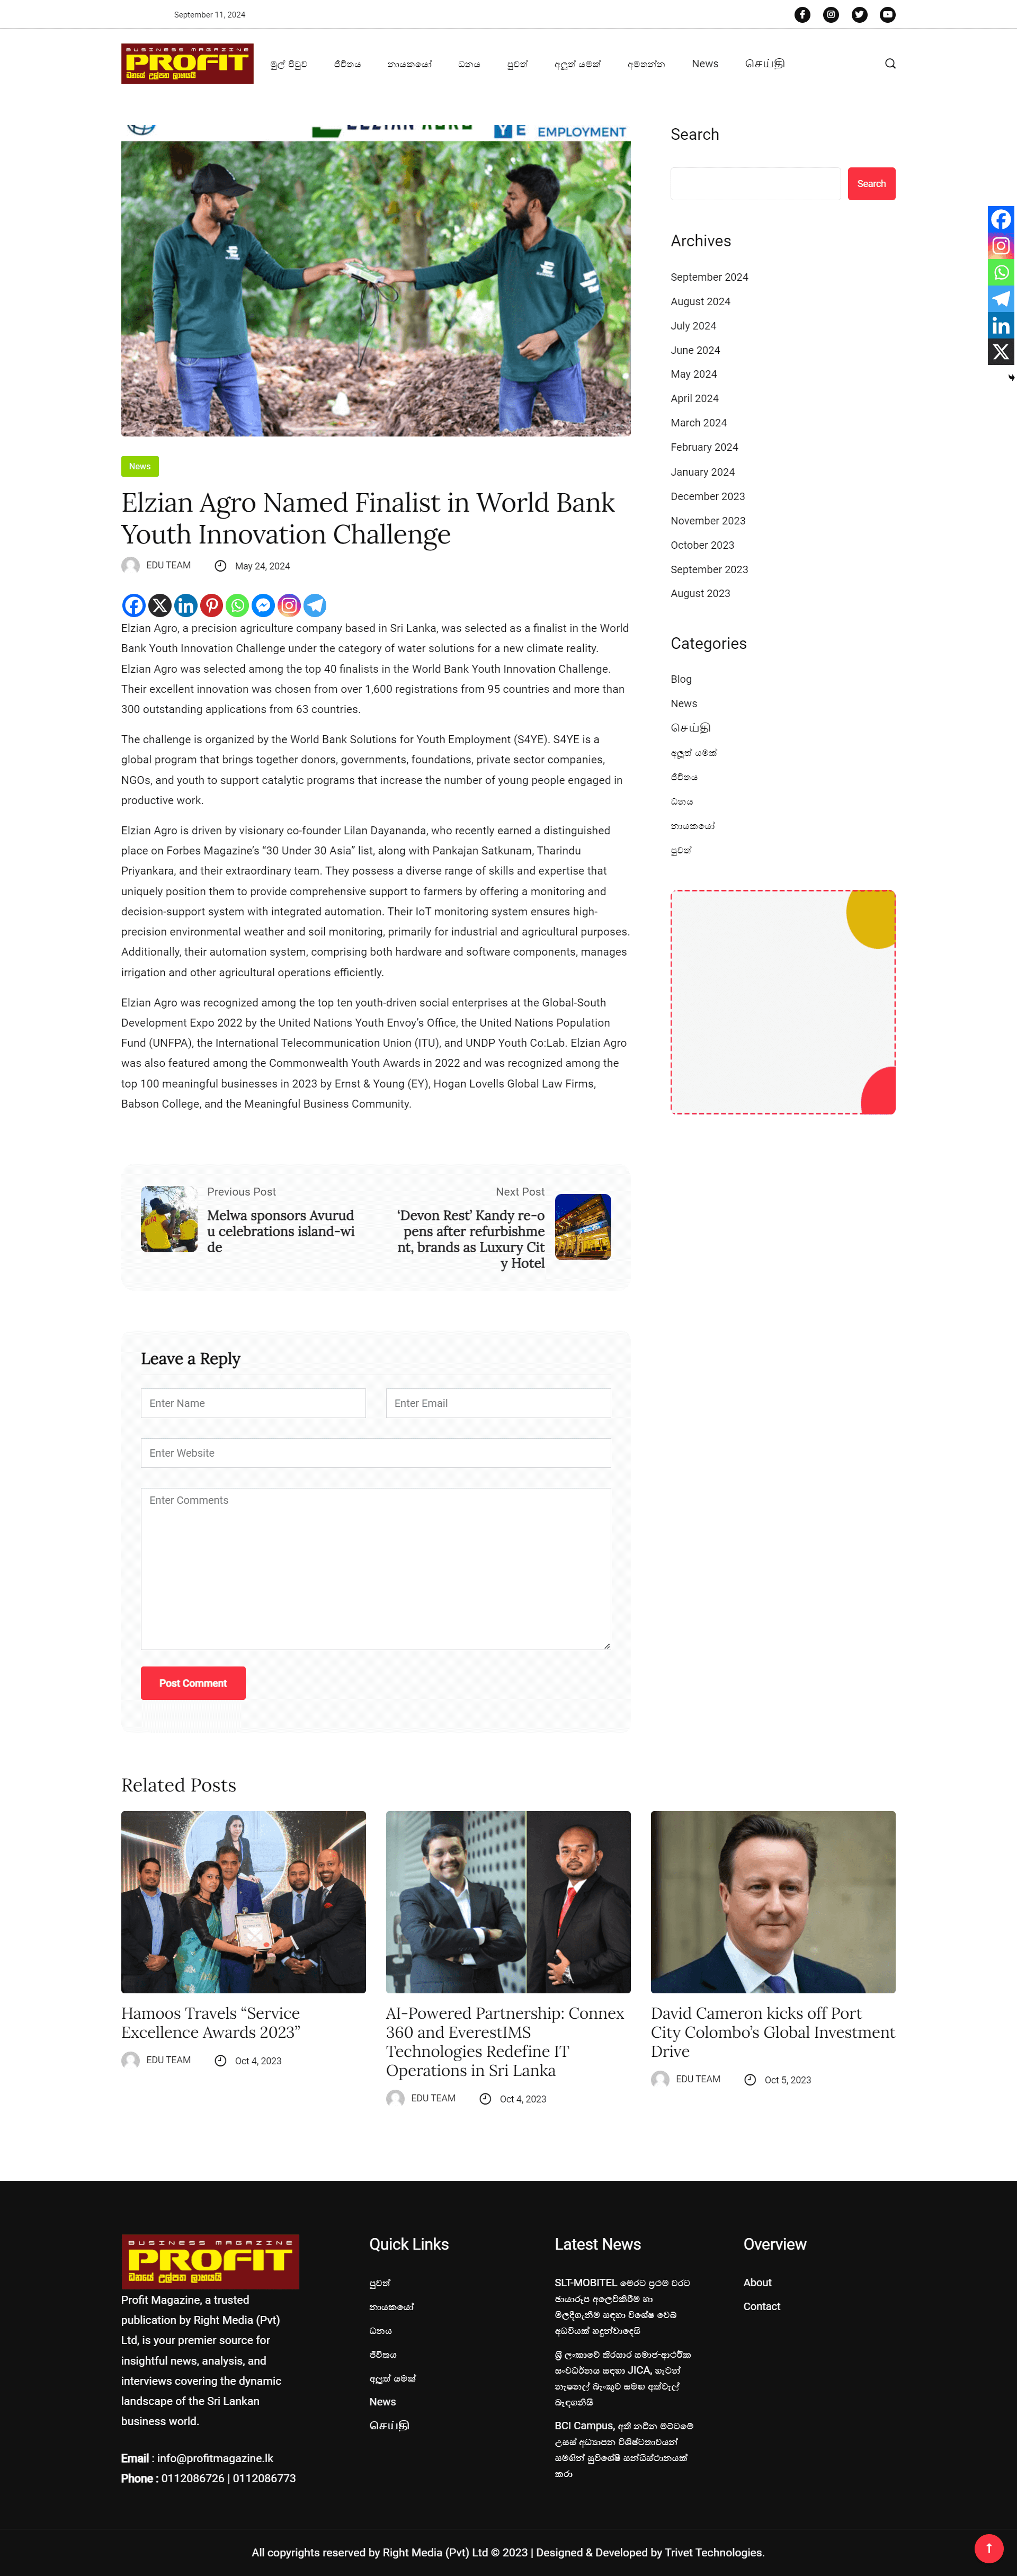 September 11, 2024
BUSINESS MAGAZINE
PROFIT
ධනයේ උල්පත ලාභයයි
මුල් පිටුව
ජීවිතය
නායකයෝ
ධනය
පුවත්
අලුත් යමක්
අමතන්න
News
செய்தி
EMPLOYMENT
News
Elzian Agro Named Finalist in World Bank
Youth Innovation Challenge
EDU TEAM
May 24, 2024
Elzian Agro, a precision agriculture company based in Sri Lanka, was selected as a finalist in the World
Bank Youth Innovation Challenge under the category of water solutions for a new climate reality.
Elzian Agro was selected among the top 40 finalists in the World Bank Youth Innovation Challenge.
Their excellent innovation was chosen from over 1,600 registrations from 95 countries and more than
300 outstanding applications from 63 countries.
The challenge is organized by the World Bank Solutions for Youth Employment (S4YE). S4YE is a
global program that brings together donors, governments, foundations, private sector companies,
NGOs, and youth to support catalytic programs that increase the number of young people engaged in
productive work.
Elzian Agro is driven by visionary co-founder Lilan Dayananda, who recently earned a distinguished
place on Forbes Magazine’s “30 Under 30 Asia” list, along with Pankajan Satkunam, Tharindu
Priyankara, and their extraordinary team. They possess a diverse range of skills and expertise that
uniquely position them to provide comprehensive support to farmers by offering a monitoring and
decision-support system with integrated automation. Their IoT monitoring system ensures high-
precision environmental weather and soil monitoring, primarily for industrial and agricultural purposes.
Additionally, their automation system, comprising both hardware and software components, manages
irrigation and other agricultural operations efficiently.
Elzian Agro was recognized among the top ten youth-driven social enterprises at the Global-South
Development Expo 2022 by the United Nations Youth Envoy’s Office, the United Nations Population
Fund (UNFPA), the International Telecommunication Union (ITU), and UNDP Youth Co:Lab. Elzian Agro
was also featured among the Commonwealth Youth Awards in 2022 and was recognized among the
top 100 meaningful businesses in 2023 by Ernst & Young (EY), Hogan Lovells Global Law Firms,
Babson College, and the Meaningful Business Community.
Previous Post
Melwa sponsors Avurud
u celebrations island-wi
de
Next Post
‘Devon Rest’ Kandy re-o
pens after refurbishme
nt, brands as Luxury Cit
y Hotel
Leave a Reply
Enter Name
Enter Email
Enter Website
Enter Comments
Post Comment
Search
Search
Archives
September 2024
August 2024
July 2024
June 2024
May 2024
April 2024
March 2024
February 2024
January 2024
December 2023
November 2023
October 2023
September 2023
August 2023
Categories
Blog
News
செய்தி
අලුත් යමක්
ජීවිතය
ධනය
නායකයෝ
පුවත්
Related Posts
Hamoos Travels “Service
Excellence Awards 2023”
EDU TEAM
Oct 4, 2023
AI-Powered Partnership: Connex
360 and EverestIMS
Technologies Redefine IT
Operations in Sri Lanka
EDU TEAM
Oct 4, 2023
David Cameron kicks off Port
City Colombo’s Global Investment
Drive
EDU TEAM
Oct 5, 2023
BUSINESS MAGAZINE
PROFIT
ධනයේ උල්පත ලාභයයි
Profit Magazine, a trusted
publication by Right Media (Pvt)
Ltd, is your premier source for
insightful news, analysis, and
interviews covering the dynamic
landscape of the Sri Lankan
business world.
Email : info@profitmagazine.lk
Phone : 0112086726 | 0112086773
Quick Links
පුවත්
නායකයෝ
ධනය
ජීවිතය
අලුත් යමක්
News
செய்தி
Latest News
SLT-MOBITEL මෙරට ප්‍රථම වරට
ඡායාරූප අලෙවිකිරීම හා
මිලදීගැනීම සඳහා විශේෂ වෙබ්
අඩවියක් හඳුන්වාදෙයි
ශ්‍රී ලංකාවේ තිරසාර සමාජ-ආර්ථික
සංවර්ධනය සඳහා JICA, හැටන්
නැෂනල් බැංකුව සමඟ අත්වැල්
බැඳගනියි
BCI Campus, අති නවීන මට්ටමේ
උසස් අධ්‍යාපන විශිෂ්ටතාවයන්
සමගින් සුවිශේෂී සන්ධිස්ථානයක්
කරා
Overview
About
Contact
All copyrights reserved by Right Media (Pvt) Ltd © 2023 | Designed & Developed by Trivet Technologies.